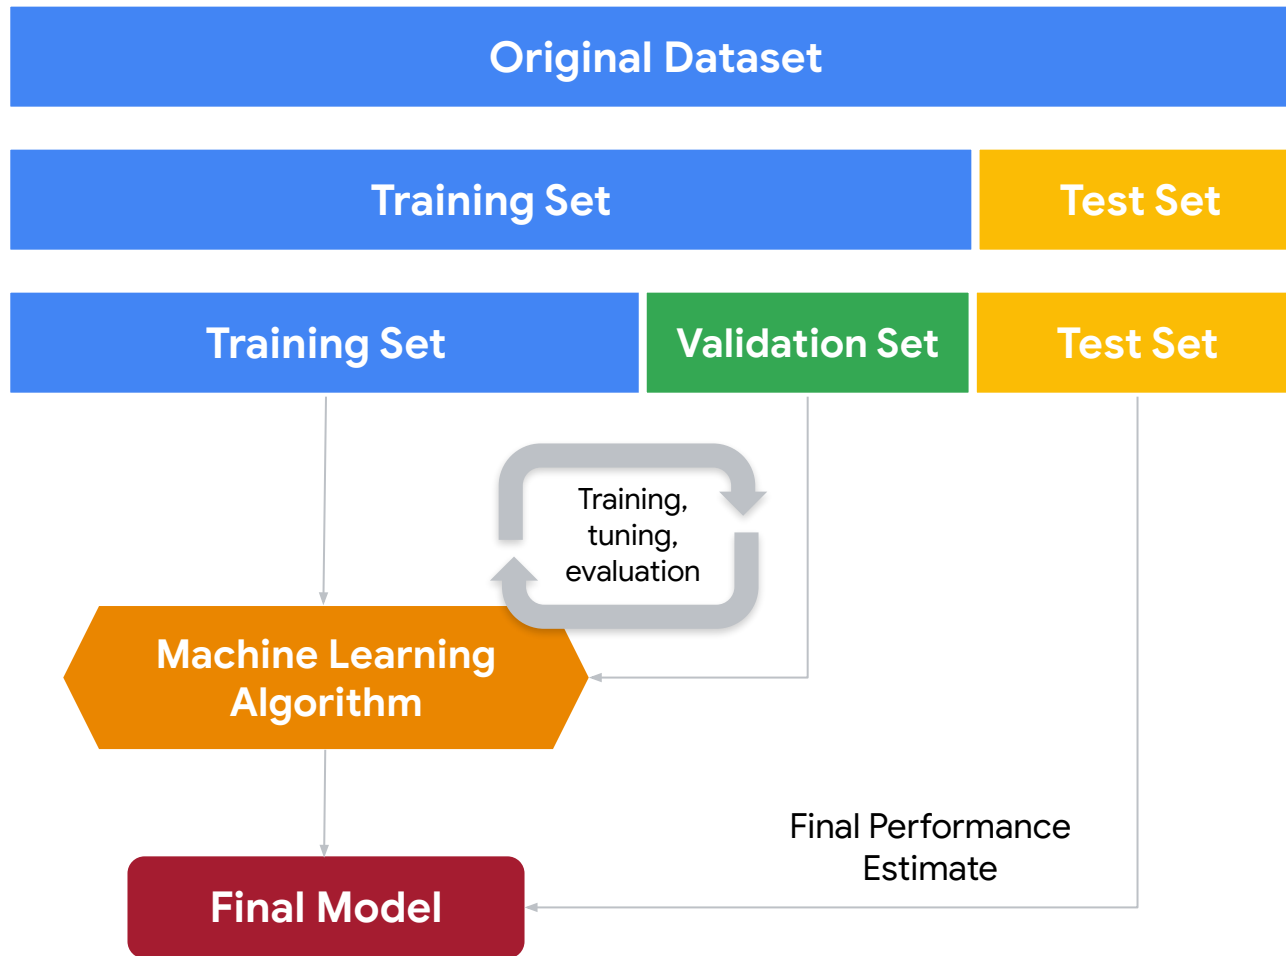 Original Dataset
Training Set
Test Set
Training Set
Validation Set
Test Set
Training,
tuning,
evaluation
Machine Learning
Algorithm
Final Performance
Estimate
Final Model